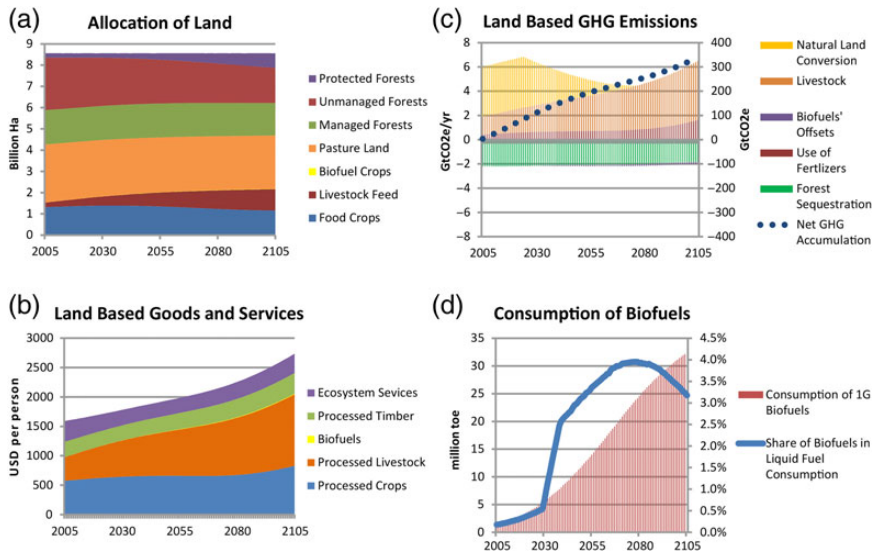 (a)
Allocation of Land
Billion Ha
9
8
7
6
5
4
3
2
1
0
2005 2030 2055 2080 2105
Protected Forests
Unmanaged Forests
Managed Forests
Pasture Land
Biofuel Crops
Livestock Feed
Food Crops
(c)
Land Based GHG Emissions
GtCO2e/yr
8
6
4
2
0
−2
−4
−6
−8
400
300
200
100
0
−100
−200
−300
−400
GtCO2e
2005 2030 2055 2080 2105
Natural Land
Conversion
Livestock
Biofuels'
Offsets
Use of
Fertlizers
Forest
Sequestration
Net GHG
Accumulation
(b)
Land Based Goods and Services
USD per person
3000
2500
2000
1500
1000
500
0
2005 2030 2055 2080 2105
Ecosystem Sevices
Processed Timber
Biofuels
Processed Livestock
Processed Crops
(d)
Consumption of Biofuels
million toe
35
30
25
20
15
10
5
0
4.5%
4.0%
3.5%
3.0%
2.5%
2.0%
1.5%
1.0%
0.5%
0.0%
2005 2030 2055 2080 2105
Consumption of 1G
Biofuels
Share of Biofuels in
Liquid Fuel
Consumption